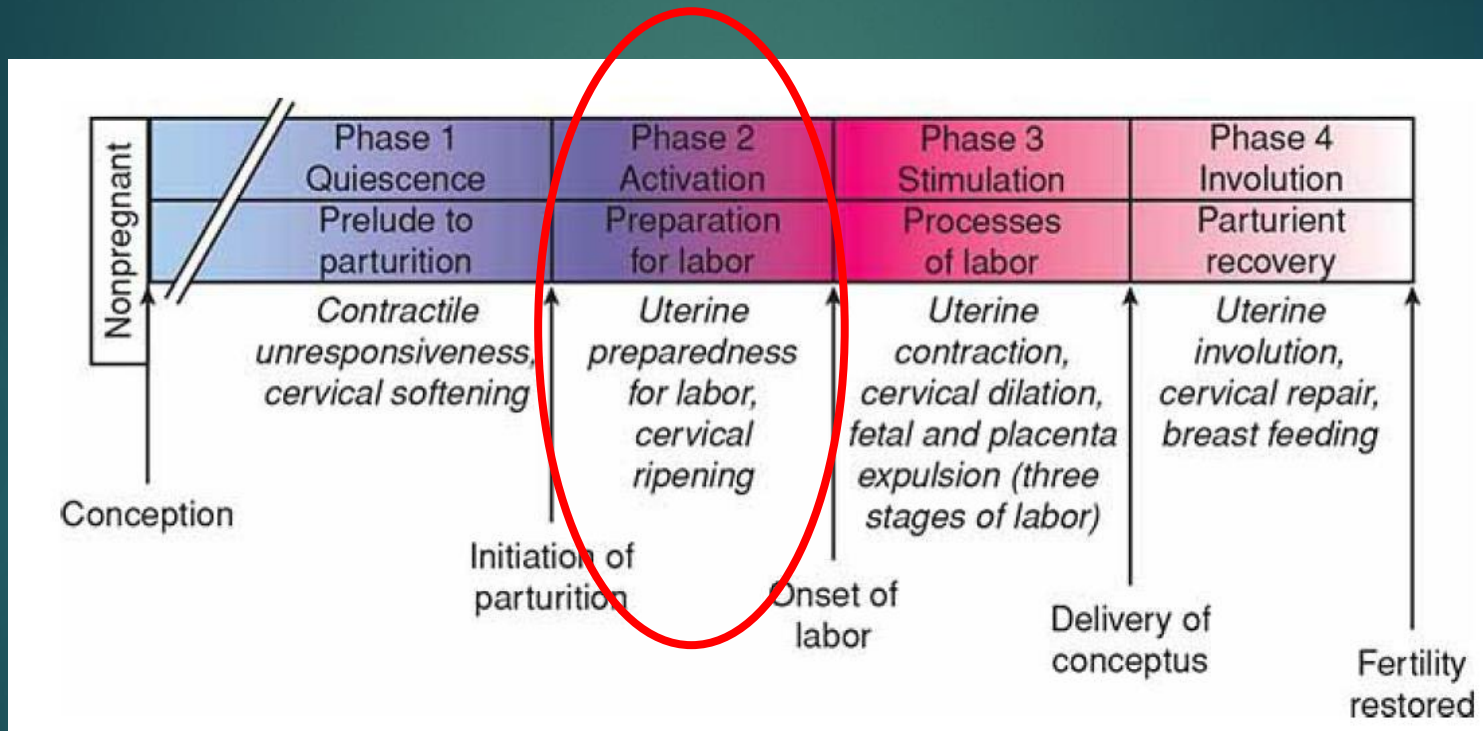 Nonpregnant
Phase 1
Quiescence
Prelude to
parturition
Contractile
unresponsiveness,
cervical softening
Phase 2
Activation
Preparation
for labor
Uterine
preparedness
for labor,
cervical
ripening
Phase 3
Stimulation
Processes
of labor
Uterine
contraction,
cervical dilation,
fetal and placenta
expulsion (three
stages of labor)
Phase 4
Involution
Parturient
recovery
Uterine
involution,
cervical repair,
breast feeding
Conception
Initiation of
parturition
Onset of
labor
Delivery of
conceptus
Fertility
restored